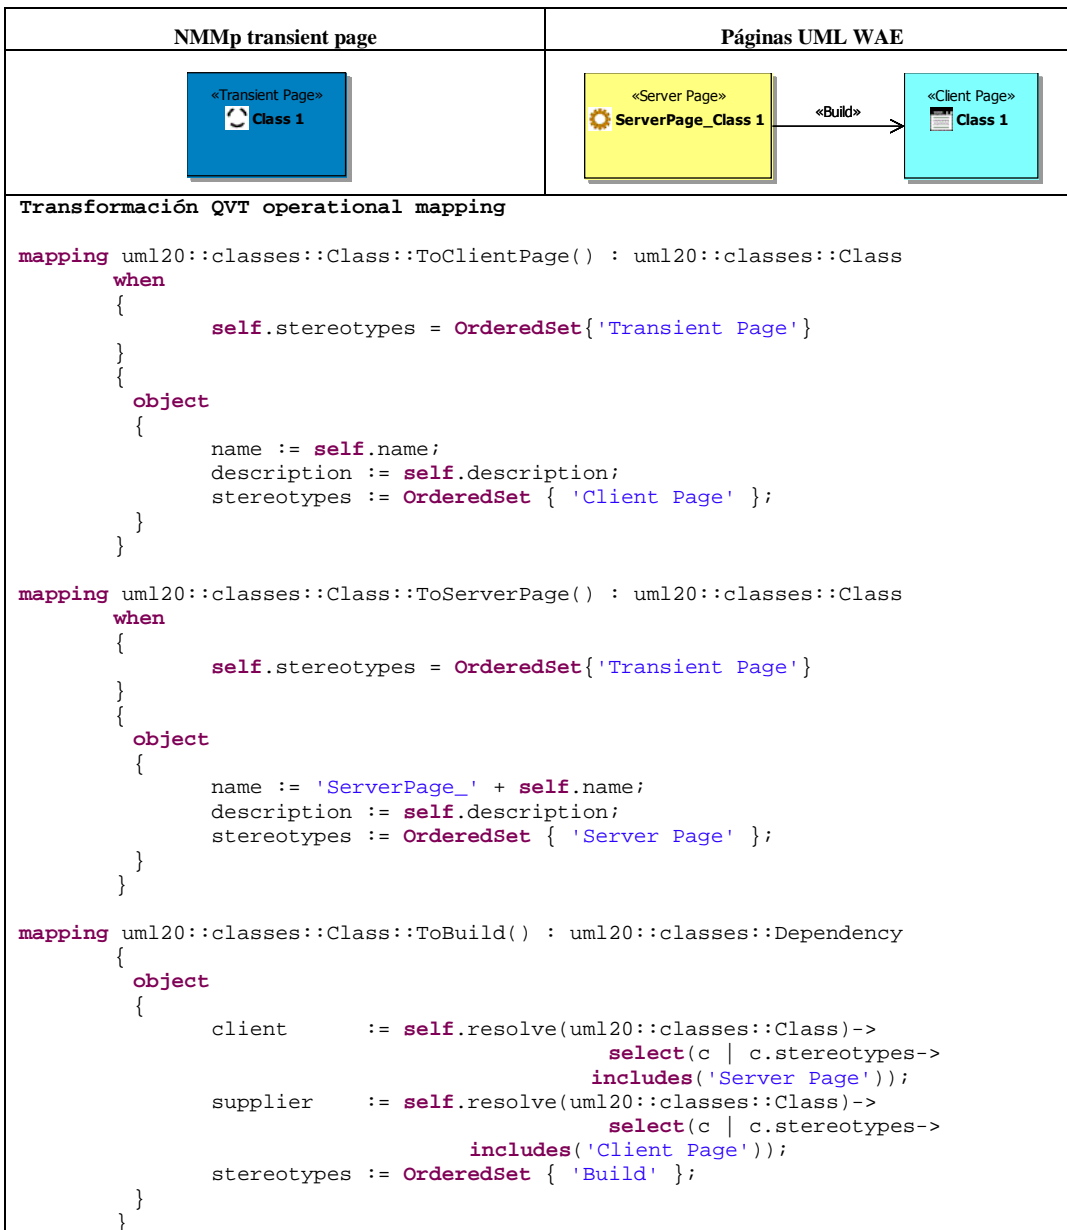 NMMp transient page
Páginas UML WAE
«Transient Page»
Class 1
«Server Page»
ServerPage_Class 1
«Build»
«Client Page»
Class 1
Transformación QVT operational mapping
mapping uml20::classes::Class::ToClientPage() : uml20::classes::Class
when
{
self.stereotypes = OrderedSet{'Transient Page'}
}
{
object
{
name := self.name;
description := self.description;
stereotypes := OrderedSet { 'Client Page' };
}
}
mapping uml20::classes::Class::ToServerPage() : uml20::classes::Class
when
{
self.stereotypes = OrderedSet{'Transient Page'}
}
{
object
{
name := 'ServerPage_' + self.name;
description := self.description;
stereotypes := OrderedSet { 'Server Page' };
}
}
mapping uml20::classes::Class::ToBuild() : uml20::classes::Dependency
{
object
{
client := self.resolve(uml20::classes::Class)->
select(c | c.stereotypes->
includes('Server Page'));
supplier := self.resolve(uml20::classes::Class)->
select(c | c.stereotypes->
includes('Client Page'));
stereotypes := OrderedSet { 'Build' };
}
}